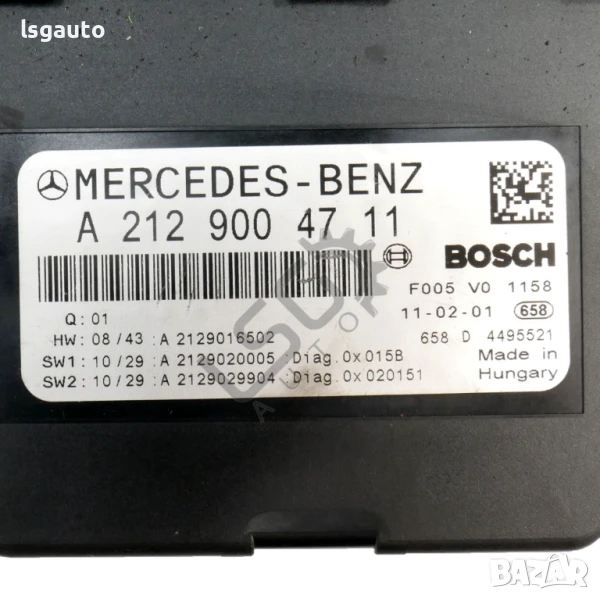 lsgauto
MERCEDES-BENZ
A 212 900 47 11
BOSCH
F005 V0 1158
Q: 01
11-02-01 658
HW: 08/43: A 2129016502
658 D 4495521
SW1: 10/29: A 2129020005: Diag.0x015B
Made in
SW2: 10/29: A 2129029904: Diag.0x020151
Hungary
LSG
AUTO
BAZAR